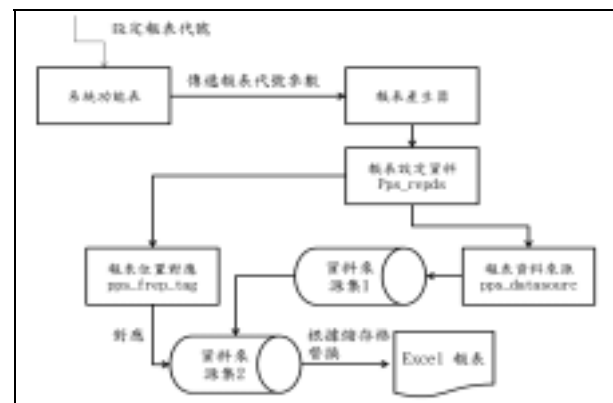 設定報表代號
系統功能表
傳遞報表代號參數
報表產生器
報表設定資料
Pps_repds
報表位置對應
pps_frep_tag
資料來
源集1
報表資料來源
pps_datasourc
對應
資料來
源集2
根據儲存格
替換
Excel 報表